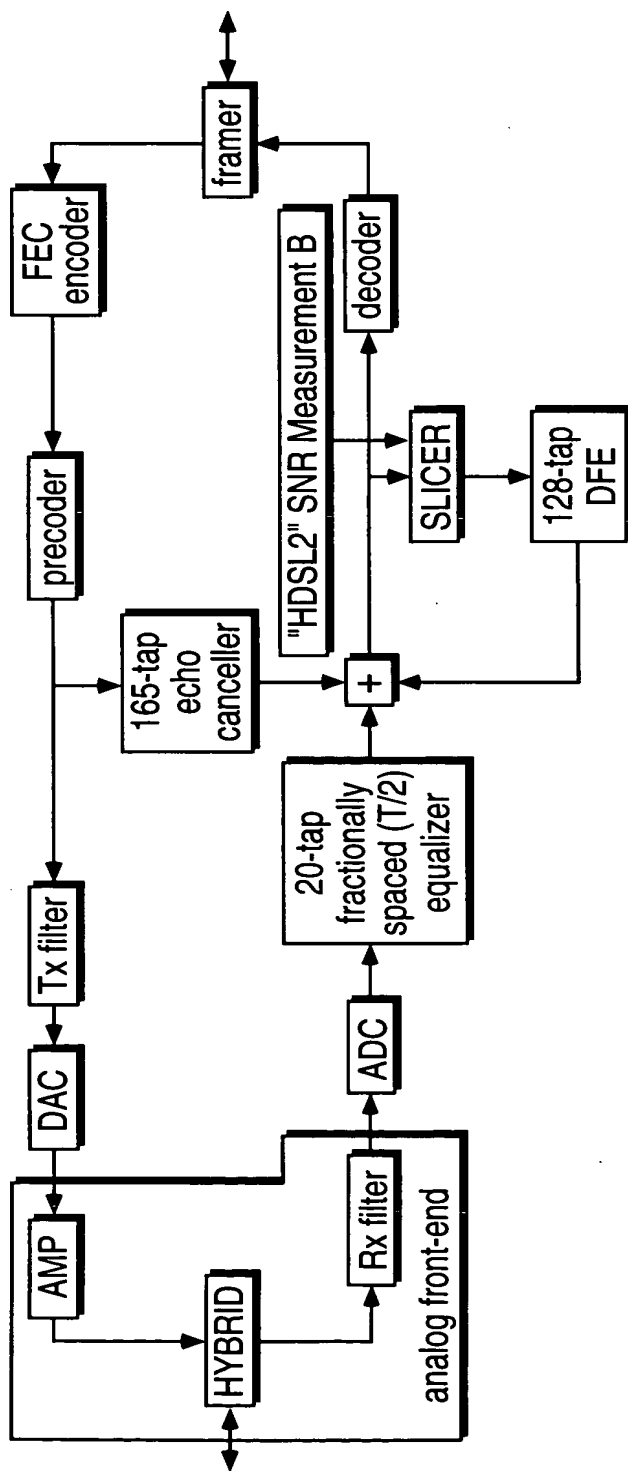 framer
FEC
encoder
precoder
Tx filter
DAC
AMP
HYBRID
Rx filter
analog front-end
ADC
20-tap
fractionally
spaced (T/2)
equalizer
165-tap
echo
canceller
+
"HDSL2" SNR Measurement B
decoder
SLICER
128-tap
DFE